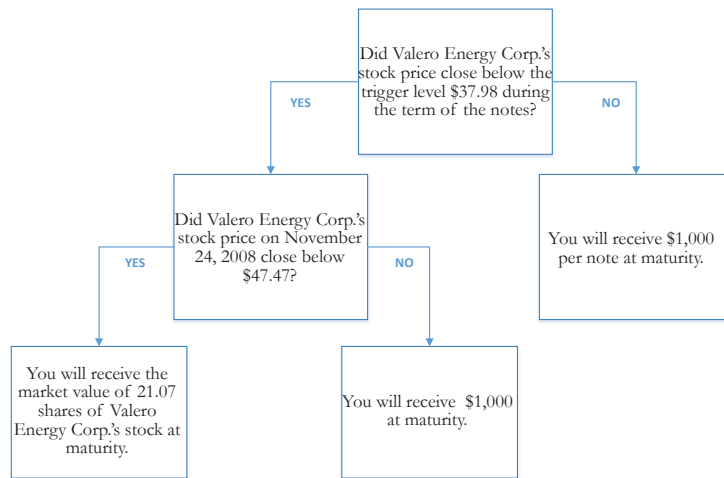 Did Valero Energy Corp.'s
stock price close below the
trigger level $37.98 during
the term of the notes?
YES
NO
Did Valero Energy Corp.'s
stock price on November
24, 2008 close below
$47.47?
You will receive $1,000
per note at maturity.
YES
NO
You will receive the
market value of 21.07
shares of Valero
Energy Corp.'s stock at
maturity.
You will receive $1,000
at maturity.